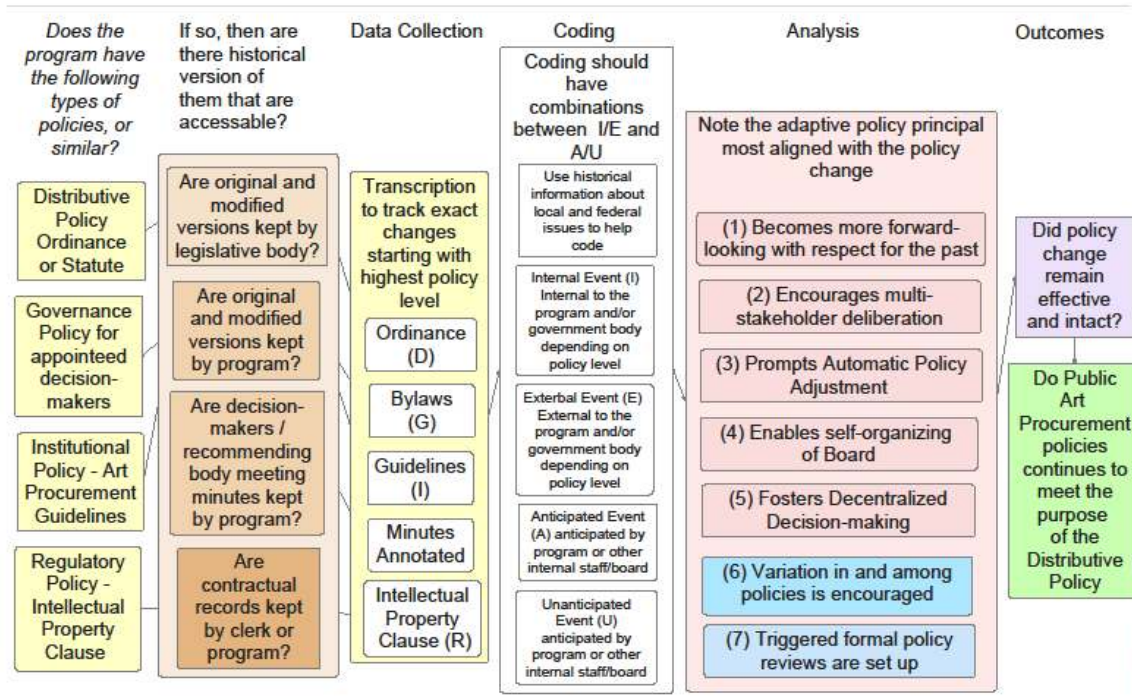 Does the
program have
the following
types of
policies, or
similar?
If so, then are
there historical
version of
them that are
accessable?
Data Collection
Coding
Analysis
Outcomes
Distributive
Policy
Ordinance
or Statute
Governance
Policy for
appointeed
decision-
makers
Institutional
Policy - Art
Procurement
Guidelines
Regulatory
Policy -
Intellectual
Property
Clause
Are original and
modified
versions kept by
legislative body?
Are original
and modified
versions kept
by program?
Are decision-
makers /
recommending
body meeting
minutes kept
by program?
Are
contractual
records kept
by clerk or
program?
Transcription
to track exact
changes
starting with
highest policy
level
Ordinance
(D)
Bylaws
(G)
Guidelines
(I)
Minutes
Annotated
Intellectual
Property
Clause (R)
Coding should
have
combinations
between I/E and
A/U
Use historical
information about
local and federal
issues to help
code
Internal Event (I)
Internal to the
program and/or
government body
depending on
policy level
Exterbal Event (E)
External to the
program and/or
government body
depending on
policy level
Anticipated Event
(A) anticipated by
program or other
internal staff/board
Unanticipated
Event (U)
anticipated by
program or other
internal staff/board
Note the adaptive policy principal
most aligned with the policy
change
(1) Becomes more forward-
looking with respect for the past
(2) Encourages multi-
stakeholder deliberation
(3) Prompts Automatic Policy
Adjustment
(4) Enables self-organizing
of Board
(5) Fosters Decentralized
Decision-making
(6) Variation in and among
policies is encouraged
(7) Triggered formal policy
reviews are set up
Did policy
change
remain
effective
and intact?
Do Public
Art
Procurement
policies
continues to
meet the
purpose
of the
Distributive
Policy